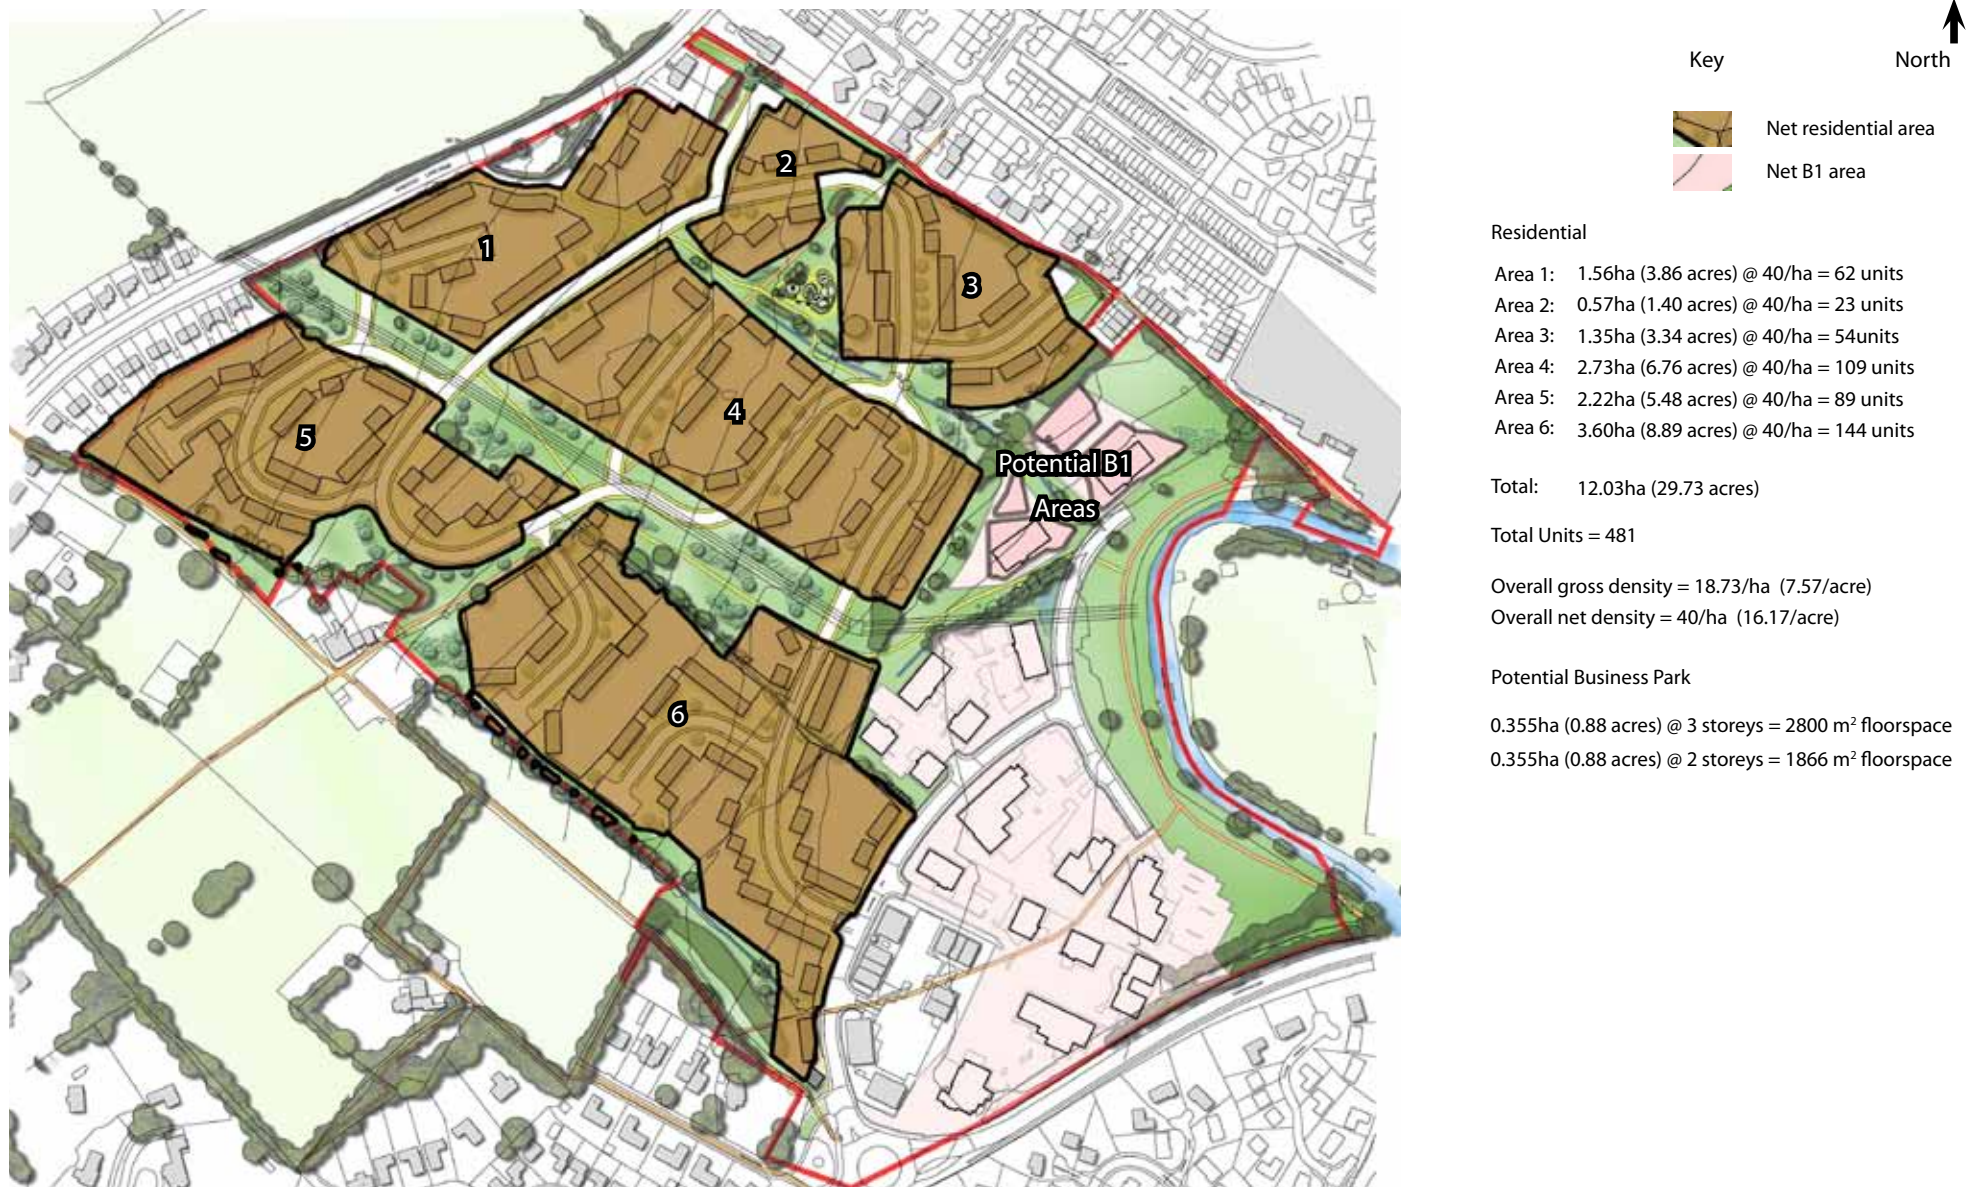 1
2
3
4
5
6
Potential B1
Areas
Key
North
Net residential area
Net B1 area
Residential
Area 1: 1.56ha (3.86 acres) @ 40/ha = 62 units
Area 2: 0.57ha (1.40 acres) @ 40/ha = 23 units
Area 3: 1.35ha (3.34 acres) @ 40/ha = 54units
Area 4: 2.73ha (6.76 acres) @ 40/ha = 109 units
Area 5: 2.22ha (5.48 acres) @ 40/ha = 89 units
Area 6: 3.60ha (8.89 acres) @ 40/ha = 144 units
Total: 12.03ha (29.73 acres)
Total Units = 481
Overall gross density = 18.73/ha (7.57/acre)
Overall net density = 40/ha (16.17/acre)
Potential Business Park
0.355ha (0.88 acres) @ 3 storeys = 2800 m² floorspace
0.355ha (0.88 acres) @ 2 storeys = 1866 m² floorspace